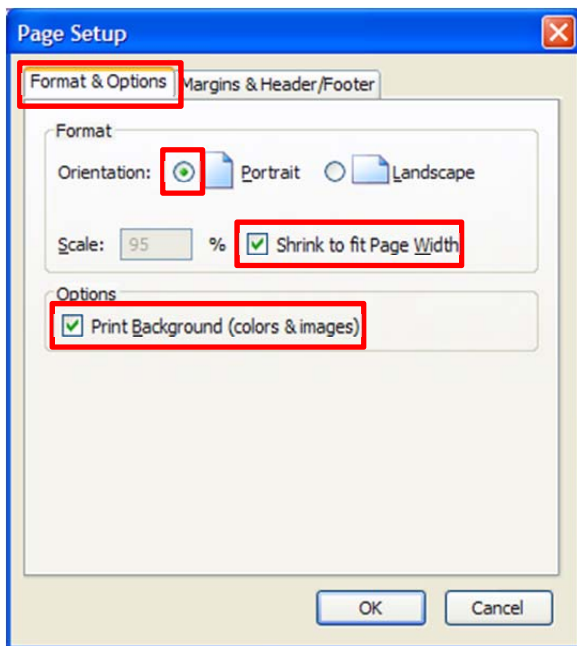 Page Setup
Format & Options Margins & Header/Footer
Format
Orientation: Portrait Landscape
Scale: 95 % Shrink to fit Page Width
Options
Print Background (colors & images)
OK Cancel